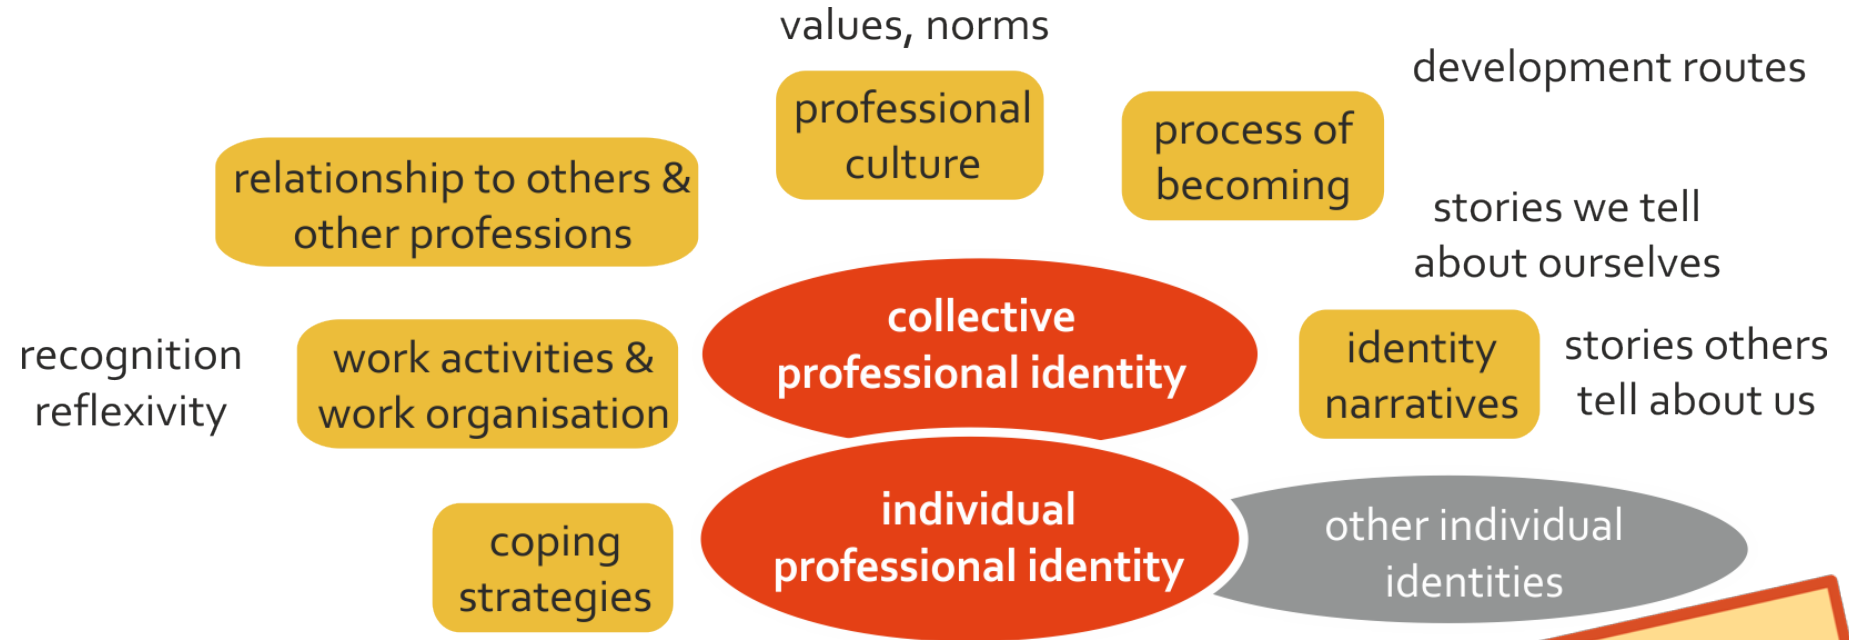 values, norms
development routes
professional
culture
process of
becoming
relationship to others &
other professions
stories we tell
about ourselves
collective
professional identity
identity
narratives
stories others
tell about us
recognition
reflexivity
work activities &
work organisation
individual
professional identity
other individual
identities
coping
strategies